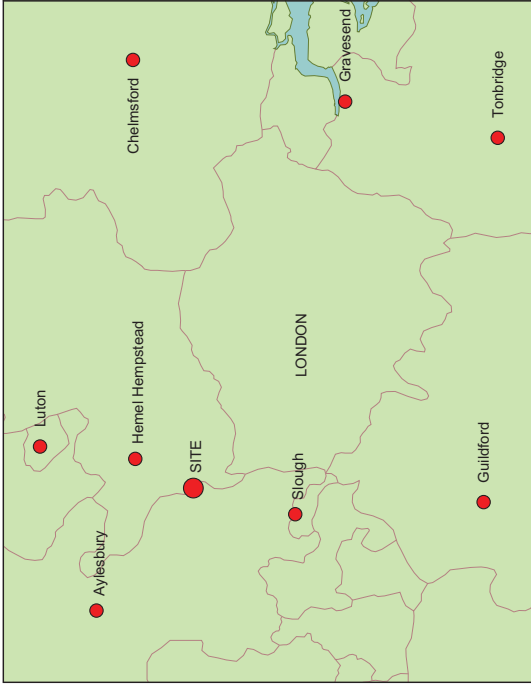 Luton
Aylesbury
Hemel Hempstead
Chelmsford
SITE
Slough
LONDON
Gravesend
Guildford
Tonbridge